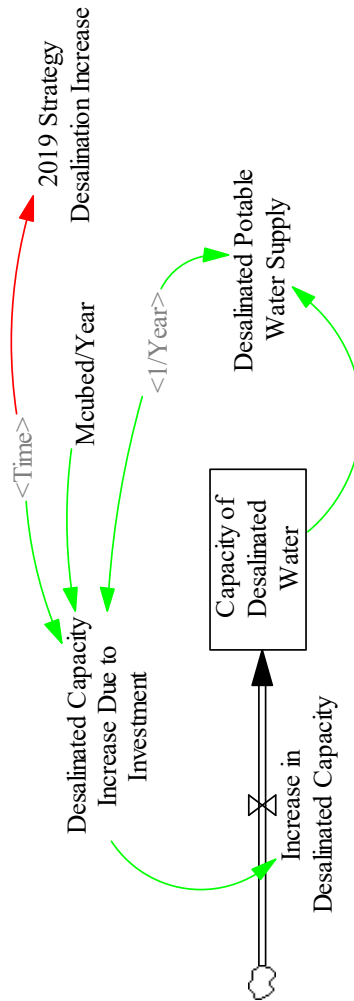 <Time>
2019 Strategy
Desalination Increase
Mcubed/Year
Desalinated Capacity
Increase Due to
Investment
<1/Year>
Desalinated Potable
Water Supply
Capacity of
Desalinated
Water
Increase in
Desalinated Capacity